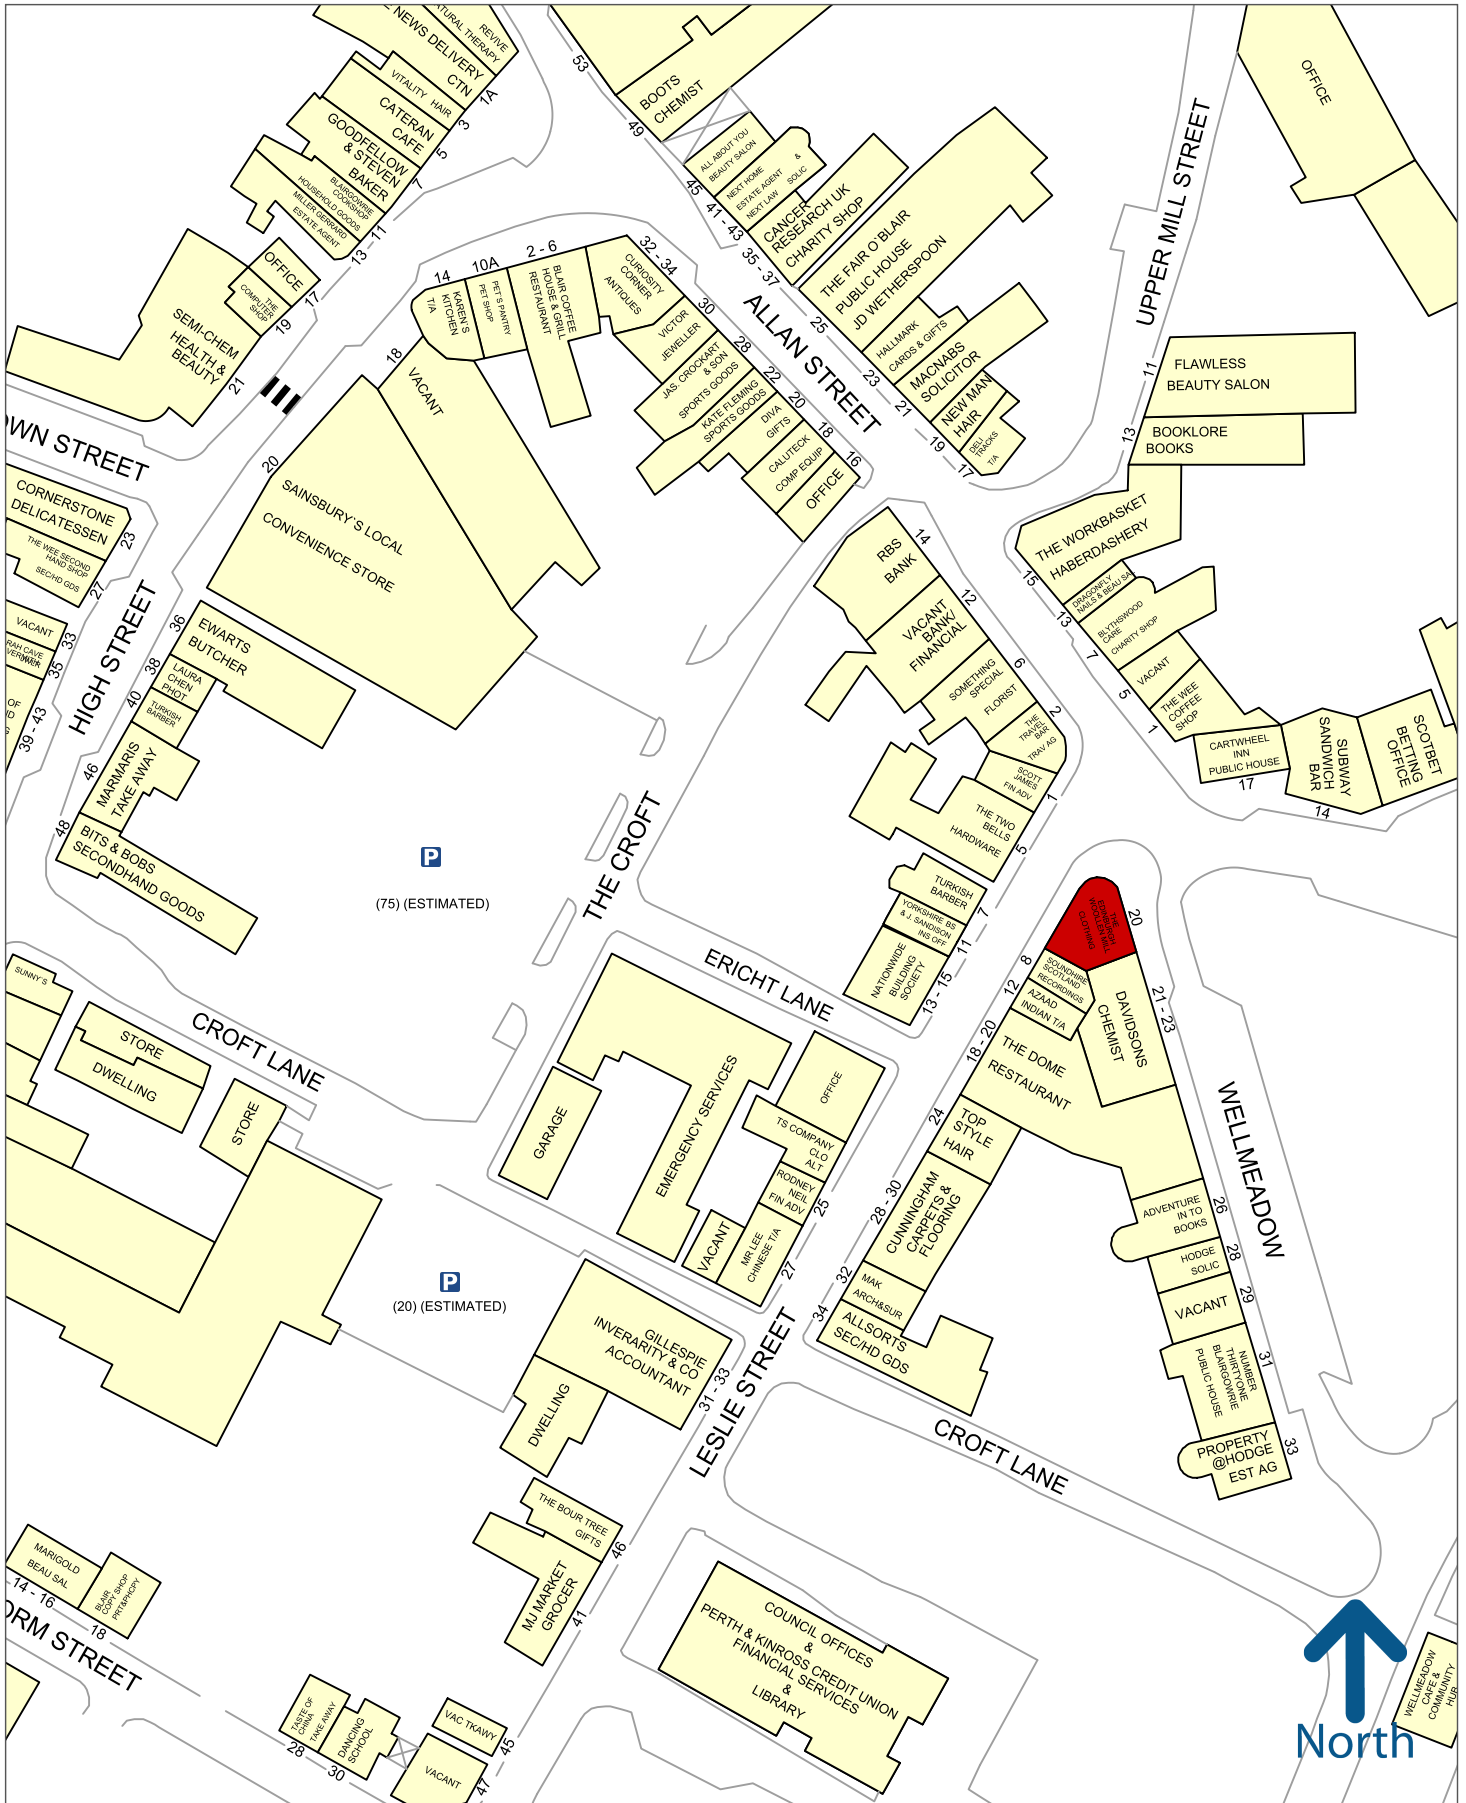 E NEWS DELIVERY
CTN
ATURAL THERAPY
REVIVE
1A
VITALITY HAIR
3
CATERAN
CAFE
5
GOODFELLOW
& STEVEN
BAKER
7
BLAIRGOWRIE
COOKSHOP
HOUSEHOLD GOODS
11
MILLER GERRARD
ESTATE AGENT
13 -
OFFICE
17
THE
COMPUTER
SHOP
19
SEMI-CHEM
HEALTH &
BEAUTY
21
OWN STREET
53
BOOTS
CHEMIST
49
ALL ABOUT YOU
BEAUTY SALON
45
NEXT HOME
ESTATE AGENT &
NEXT LAW SOLIC
41 - 43
CANCER
RESEARCH UK
CHARITY SHOP
35 - 37
THE FAIR O'BLAIR
PUBLIC HOUSE
JD WETHERSPOON
25
HALLMARK
CARDS & GIFTS
23
MACNABS
SOLICITOR
21
NEW MAN
HAIR
19
DELI
TRACKS
T/A
17
ALLAN STREET
UPPER MILL STREET
OFFICE
FLAWLESS
BEAUTY SALON
11
BOOKLORE
BOOKS
13
THE WORKBASKET
HABERDASHERY
15
DRAGONFLY
NAILS & BEAU SAL
13
BLYTHSWOOD
CARE
CHARITY SHOP
7
VACANT
5
THE WEE
COFFEE
SHOP
1
CARTWHEEL
INN
PUBLIC HOUSE
17
SUBWAY
SANDWICH
BAR
14
SCOTBET
BETTING
OFFICE
14
KAREN'S
KITCHEN
T/A
10A
PET'S PANTRY
PET SHOP
2 - 6
BLAIR COFFEE
HOUSE & GRILL
RESTAURANT
32 - 34
CURIOSITY
CORNER
ANTIQUES
30
VICTOR
JEWELLER
28
JAS. CROCKART
& SON
SPORTS GOODS
22
KATE FLEMING
SPORTS GOODS
20
DIVA
GIFTS
18
CALUTECK
COMP EQUIP
16
OFFICE
18
VACANT
20
SAINSBURY'S LOCAL
CONVENIENCE STORE
CORNERSTONE
DELICATESSEN
23
THE WEE SECOND
HAND SHOP
SEC/HD GDS
27
VACANT
33
RAH CAVE
35
OF
39 - 43
HIGH STREET
36
EWARTS
BUTCHER
38
LAURA
CHEN
PHOT
40
TURKISH
BARBER
46
MARMARIS
TAKE AWAY
48
BITS & BOBS
SECONDHAND GOODS
P
(75) (ESTIMATED)
THE CROFT
14
RBS
BANK
12
VACANT
BANK/
FINANCIAL
6
SOMETHING
SPECIAL
FLORIST
2
THE
TRAVEL
BAR
TRAV AG
SCOTT
JAMES
FIN ADV
1
THE TWO
BELLS
HARDWARE
5
TURKISH
BARBER
7
YORKSHIRE BS
& J. SANDISON
INS OFF
11
NATIONWIDE
BUILDING
SOCIETY
13 - 15
ERICHT LANE
THE
EDINBURGH
WOOLLEN MILL
CLOTHING
20
8
SOUNDHIRE
SCOTLAND
RECORDINGS
12
AZAAD
INDIAN T/A
21 - 23
DAVIDSONS
CHEMIST
18 - 20
THE DOME
RESTAURANT
24
TOP
STYLE
HAIR
28 - 30
CUNNINGHAM
CARPETS &
FLOORING
32
MAK
ARCH&SUR
34
ALLSORTS
SEC/HD GDS
WELLMEADOW
ADVENTURE
IN TO
BOOKS
26
HODGE
SOLIC
28
VACANT
29
NUMBER
THIRTYONE
BLAIRGOWRIE
PUBLIC HOUSE
31
PROPERTY
@HODGE
EST AG
33
CROFT LANE
SUNNY'S
STORE
DWELLING
STORE
CROFT LANE
GARAGE
EMERGENCY SERVICES
OFFICE
TS COMPANY
CLO
ALT
RODNEY
NEIL
FIN ADV
25
VACANT
MR LEE
CHINESE T/A
27
P
(20) (ESTIMATED)
GILLESPIE
INVERARITY & CO
ACCOUNTANT
31 - 33
DWELLING
LESLIE STREET
THE BOUR TREE
GIFTS
46
MJ MARKET
GROCER
41
COUNCIL OFFICES
&
PERTH & KINROSS CREDIT UNION
FINANCIAL SERVICES
&
LIBRARY
MARIGOLD
BEAU SAL
14 - 16
BLAIR
COPY SHOP
PRT&PHCPY
18
ORM STREET
TASTE OF
CHINA
TAKE AWAY
28
DANCING
SCHOOL
30
VAC TKAWY
45
VACANT
47
WELLMEADOW
CAFE &
COMMUNITY
HUB
North